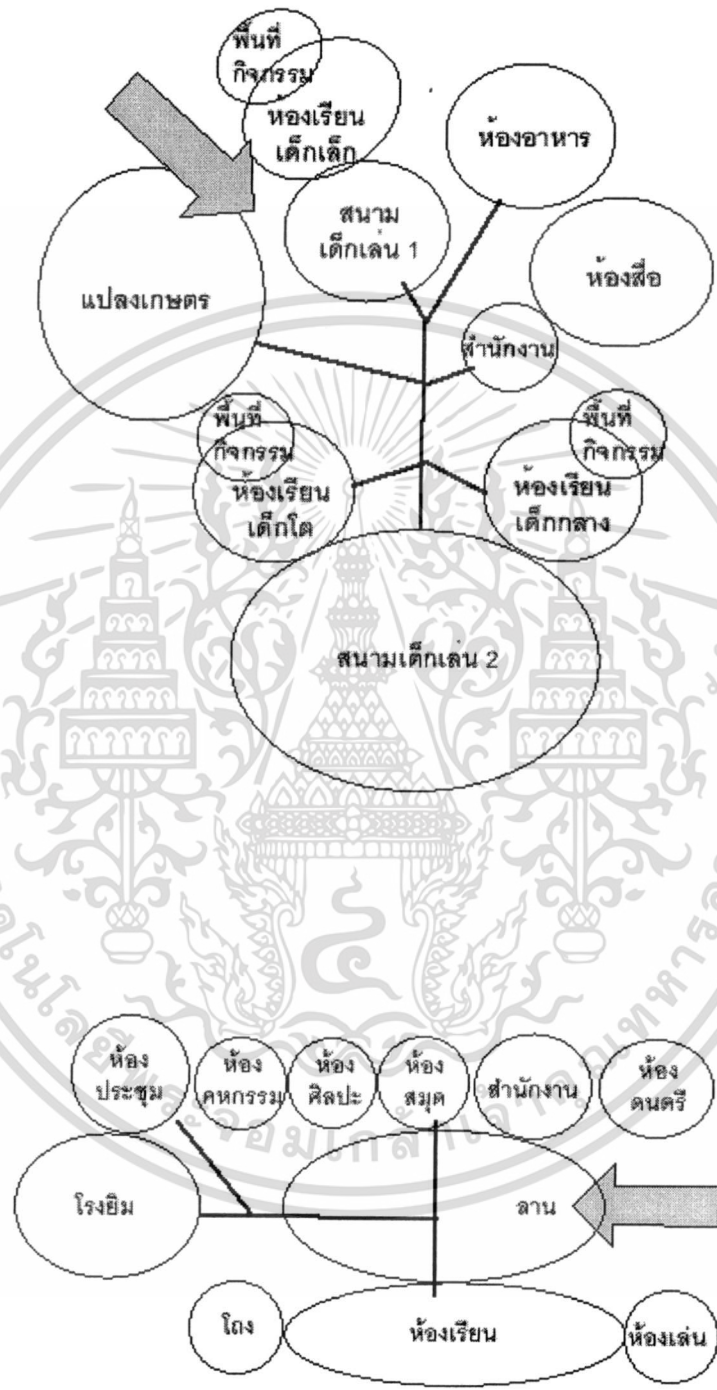 พื้นที่
กิจกรรม
ห้องเรียน
เด็กเล็ก
ห้องอาหาร
สนาม
เด็กเล่น 1
ห้องสื่อ
แปลงเกษตร
สำนักงาน
พื้นที่
กิจกรรม
ห้องเรียน
เด็กโต
พื้นที่
กิจกรรม
ห้องเรียน
เด็กกลาง
สนามเด็กเล่น 2
ห้อง
ประชุม
ห้อง
คหกรรม
ห้อง
ศิลปะ
ห้อง
สมุด
สำนักงาน
ห้อง
ดนตรี
โรงยิม
ลาน
โถง
ห้องเรียน
ห้องเล่น